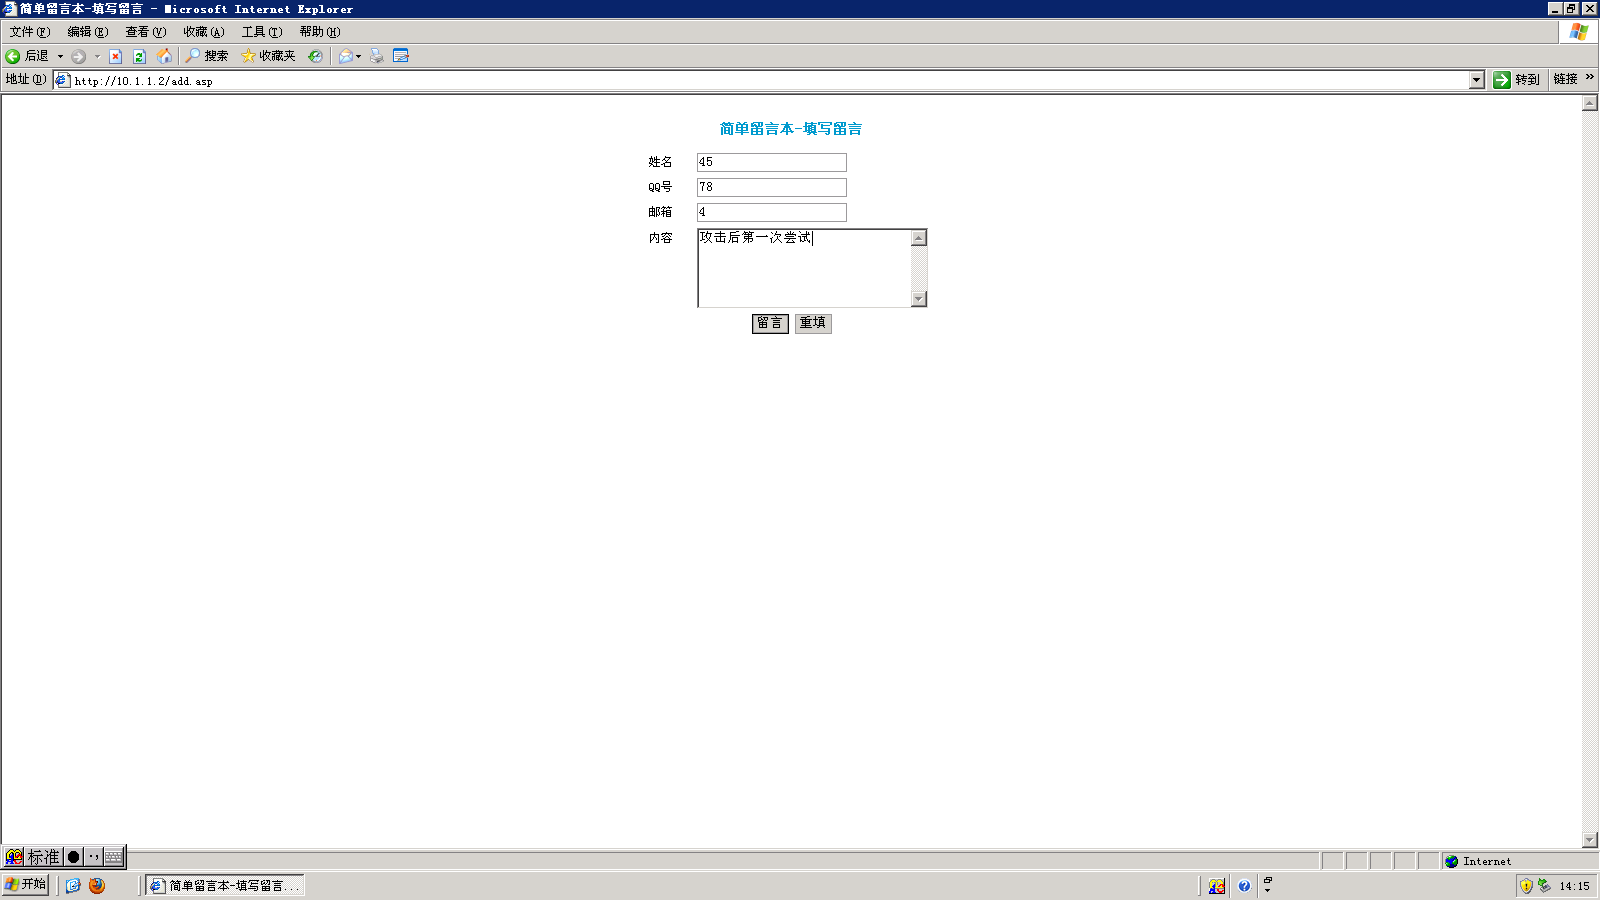 简单留言本-填写留言 - Microsoft Internet Explorer
文件(F) 编辑(E) 查看(V) 收藏(A) 工具(T) 帮助(H)
后退 搜索 收藏夹
地址(D) http://10.1.1.2/add.asp 转到 链接 »
简单留言本-填写留言
姓名 45
QQ号 78
邮箱 4
内容 攻击后第一次尝试
留言 重填
标准
Internet
开始 简单留言本-填写留言... 14:15